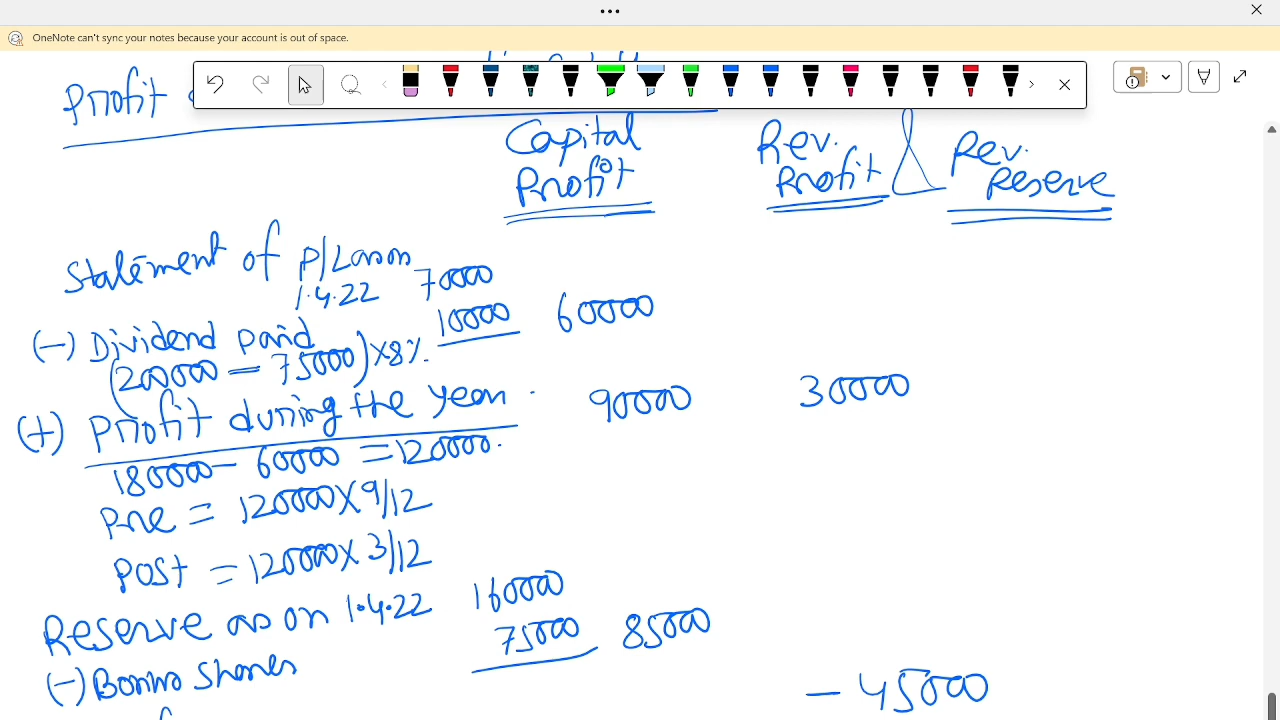 OneNote can't sync your notes because your account is out of space.
Profit
Capital Profit
Rev. Profit
Rev. Reserve
Statement of P/L as on 1.4.22 70000
(-) Dividend paid 10000 60000
(200000 - 75000) x 8%.
(+) Profit during the year 90000 30000
180000 - 60000 = 120000.
Pre = 120000 x 9/12
Post = 120000 x 3/12
Reserve as on 1.4.22 160000
75000 85000
(-) Bonus shares
- 45000